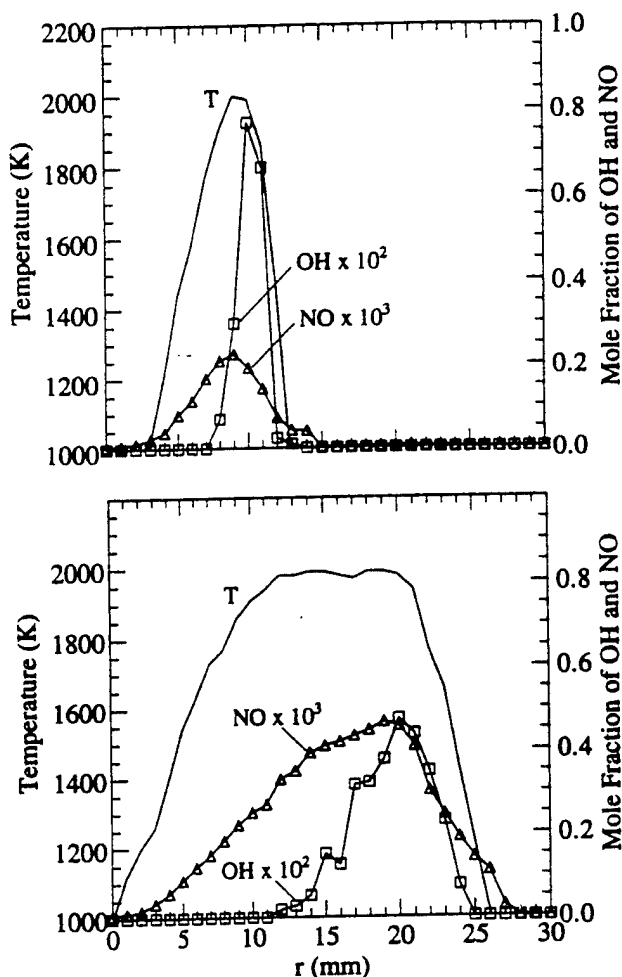 2200
2000
1800
1600
1400
1200
1000
Temperature (K)
T
OH x 10²
NO x 10³
1.0
0.8
0.6
0.4
0.2
0.0
Mole Fraction of OH and NO
2000
1800
1600
1400
1200
1000
Temperature (K)
T
NO x 10³
OH x 10²
0.8
0.6
0.4
0.2
0.0
Mole Fraction of OH and NO
0 5 10 15 20 25 30
r (mm)